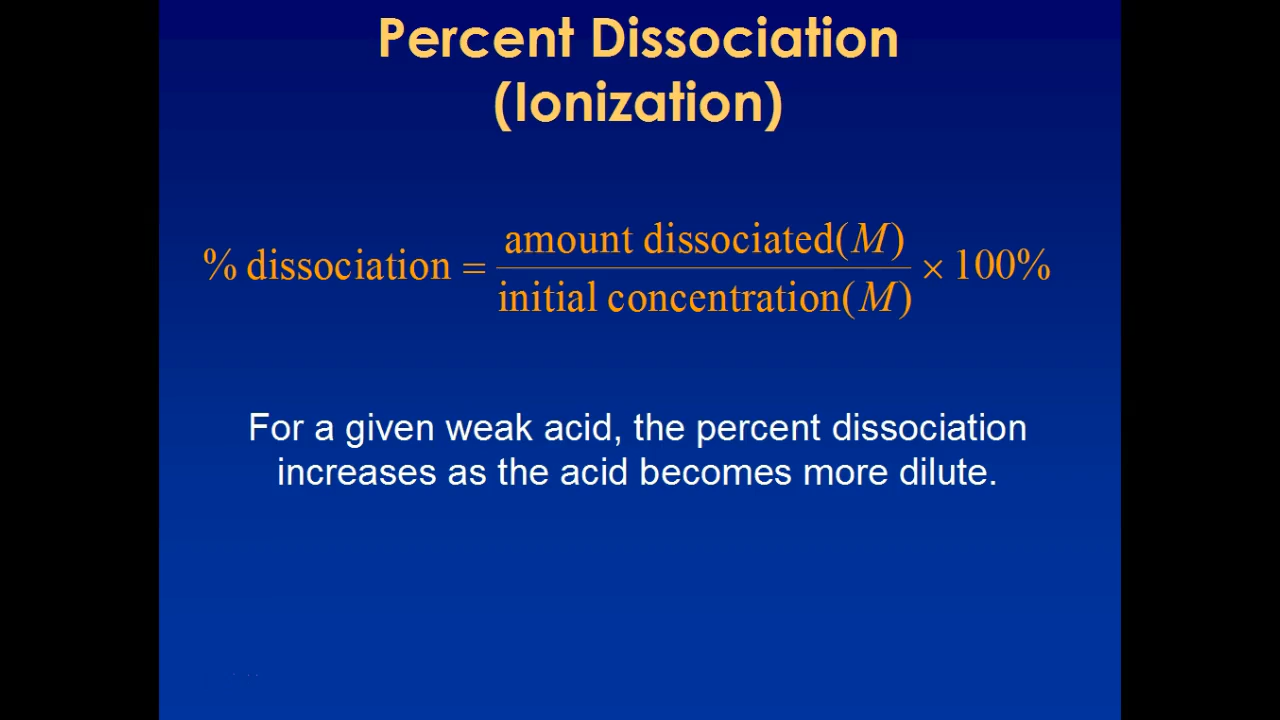 Percent Dissociation
(Ionization)
% dissociation = amount dissociated(M) / initial concentration(M) × 100%
For a given weak acid, the percent dissociation
increases as the acid becomes more dilute.